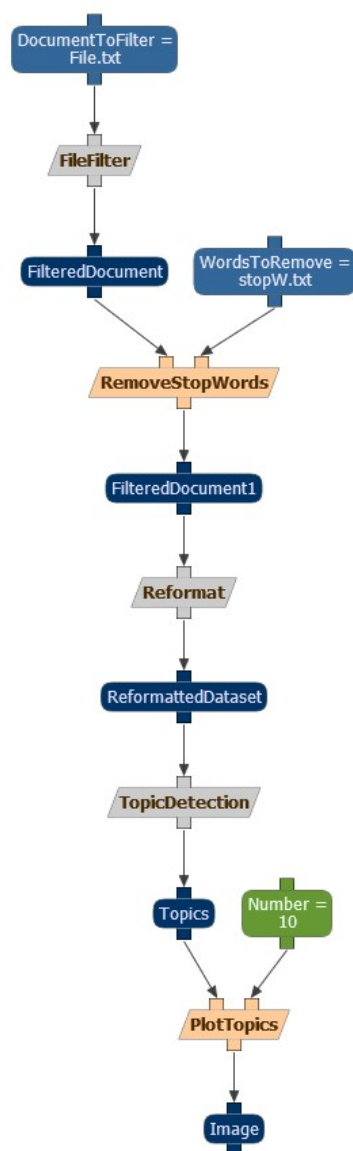 DocumentToFilter =
File.txt
FileFilter
FilteredDocument
WordsToRemove =
stopW.txt
RemoveStopWords
FilteredDocument1
Reformat
ReformattedDataset
TopicDetection
Topics
Number =
10
PlotTopics
Image